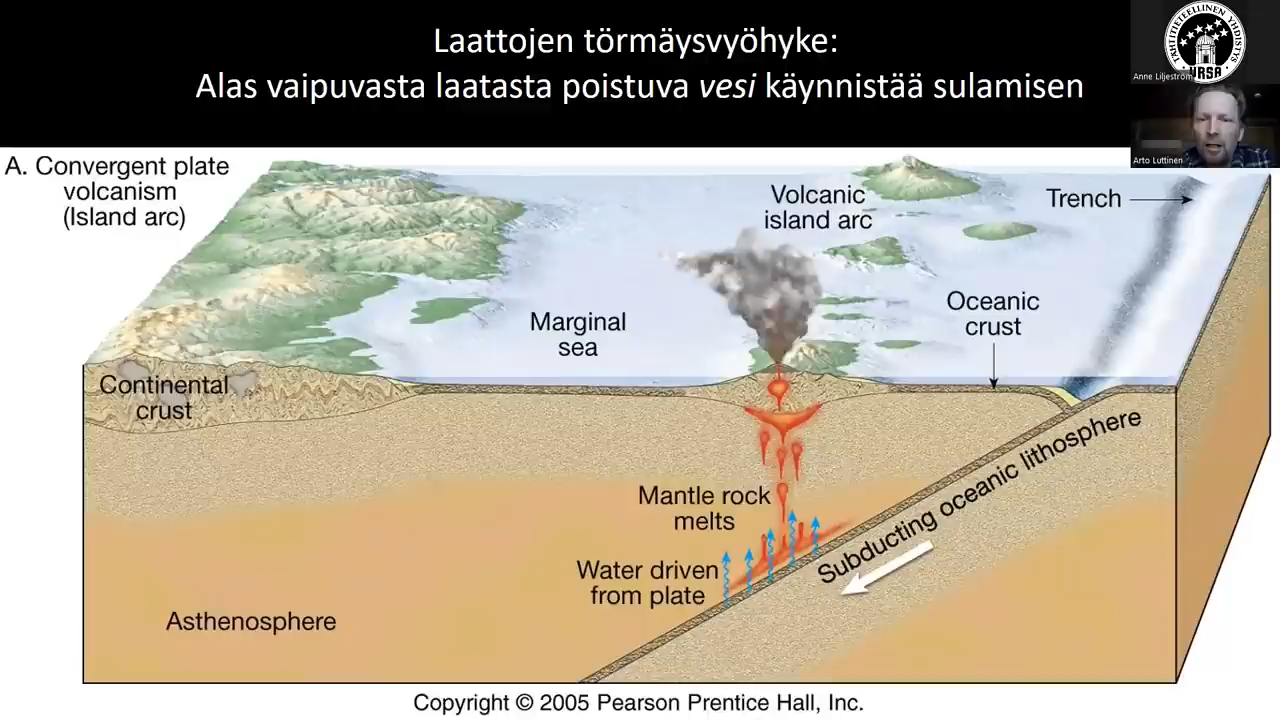 Laattojen törmäysvyöhyke:
Alas vaipuvasta laatasta poistuva vesi käynnistää sulamisen
TÄHTITIETEELLINEN YHDISTYS
URSA
Anne Liljeström
Arto Luttinen
A. Convergent plate
volcanism
(Island arc)
Volcanic
island arc
Trench
Oceanic
crust
Marginal
sea
Continental
crust
Mantle rock
melts
Subducting oceanic lithosphere
Water driven
from plate
Asthenosphere
Copyright © 2005 Pearson Prentice Hall, Inc.